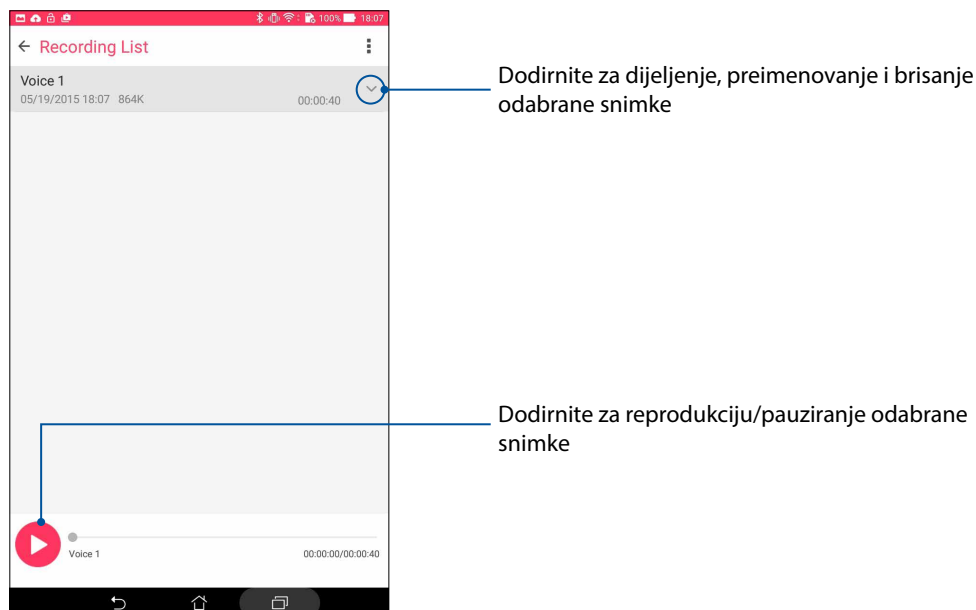 100% 18:07
Recording List
Voice 1
Dodirnite za dijeljenje, preimenovanje i brisanje
odabrane snimke
05/19/2015 18:07 864K 00:00:40
Dodirnite za reprodukciju/pauziranje odabrane
snimke
Voice 1 00:00:00/00:00:40